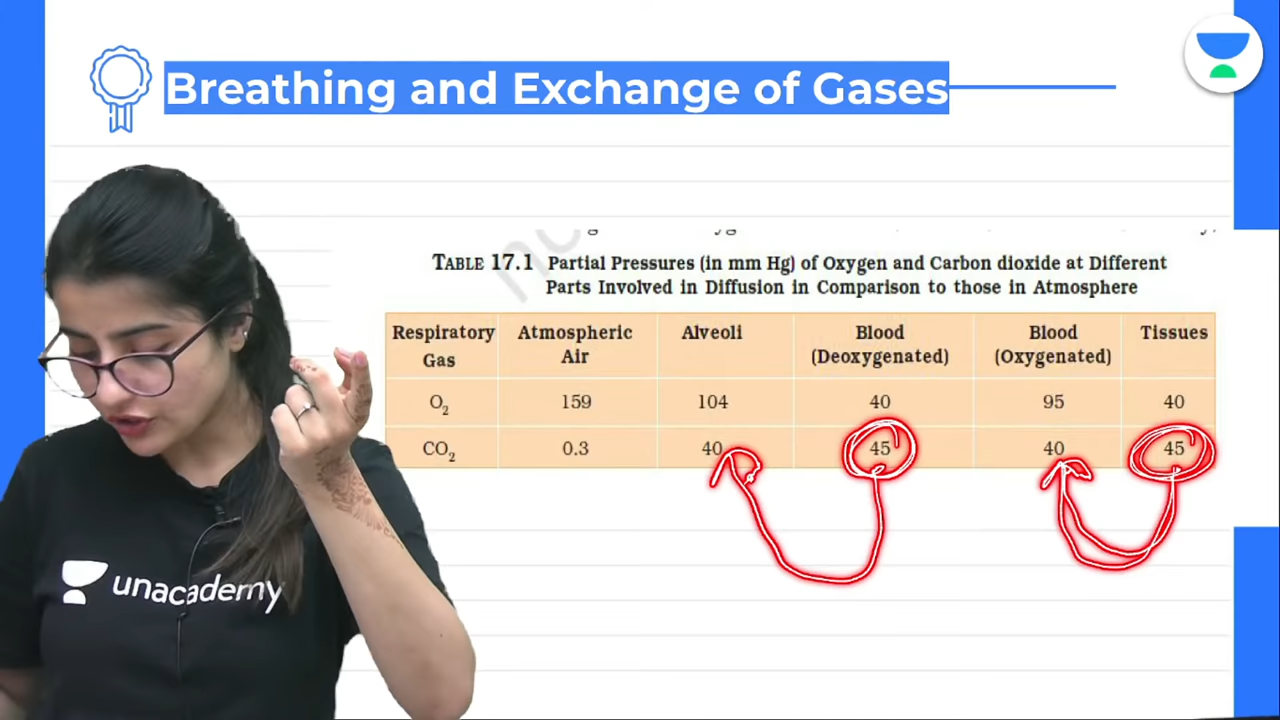 Breathing and Exchange of Gases
TABLE 17.1 Partial Pressures (in mm Hg) of Oxygen and Carbon dioxide at Different
Parts Involved in Diffusion in Comparison to those in Atmosphere
Respiratory Gas Atmospheric Air Alveoli Blood (Deoxygenated) Blood (Oxygenated) Tissues
O₂ 159 104 40 95 40
CO₂ 0.3 40 45 40 45
unacademy